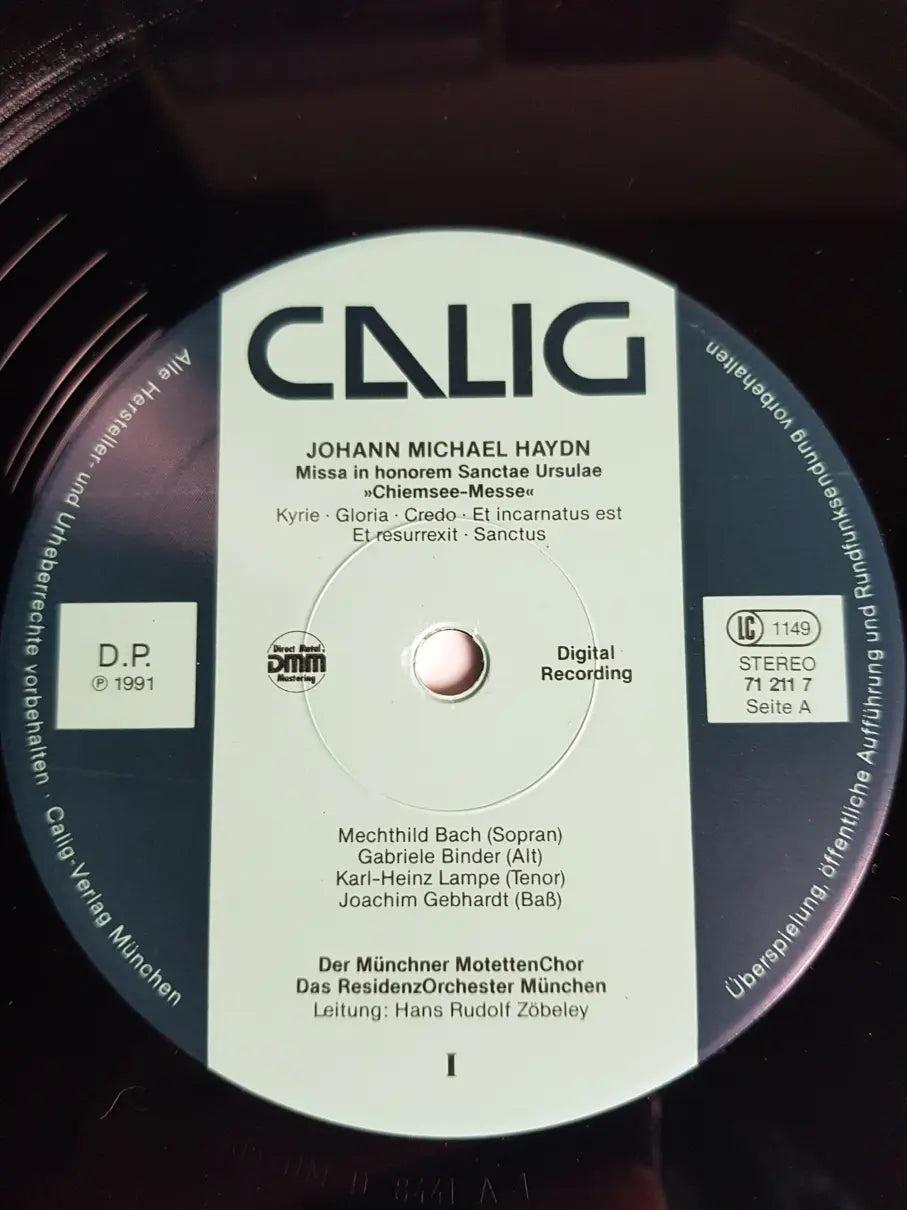 CALIG
JOHANN MICHAEL HAYDN
Missa in honorem Sanctae Ursulae
»Chiemsee-Messe«
Kyrie · Gloria · Credo · Et incarnatus est
Et resurrexit · Sanctus
D.P.
℗ 1991
Direct Metal
DMM
Mastering
Digital
Recording
LC 1149
STEREO
71 211 7
Seite A
Mechthild Bach (Sopran)
Gabriele Binder (Alt)
Karl-Heinz Lampe (Tenor)
Joachim Gebhardt (Baß)
Der Münchner MotettenChor
Das ResidenzOrchester München
Leitung: Hans Rudolf Zöbeley
I
Alle Hersteller- und Urheberrechte vorbehalten · Calig-Verlag München
Überspielung, öffentliche Aufführung und Rundfunksendung vorbehalten
8441 A 1